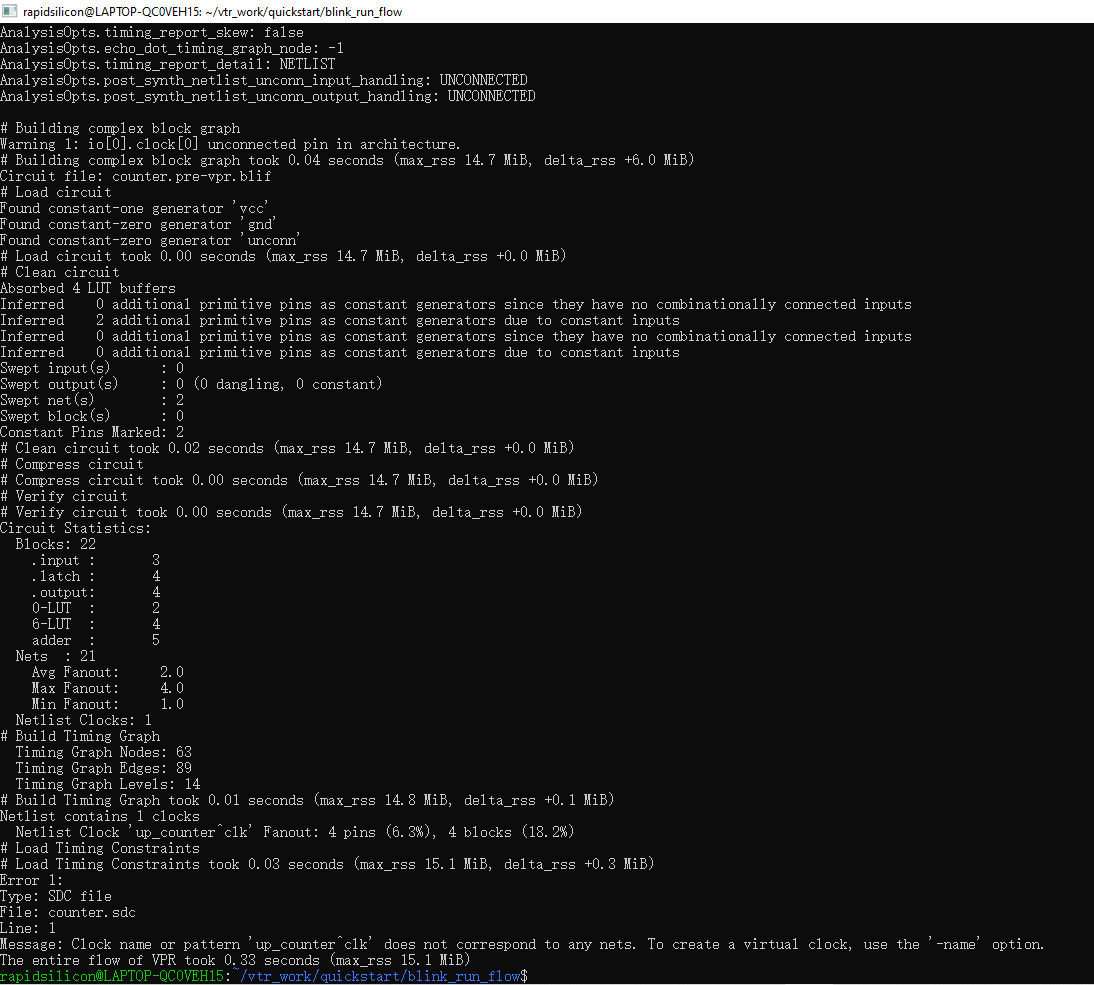 rapidsilicon@LAPTOP-QC0VEH15: ~/vtr_work/quickstart/blink_run_flow
AnalysisOpts.timing_report_skew: false
AnalysisOpts.echo_dot_timing_graph_node: -1
AnalysisOpts.timing_report_detail: NETLIST
AnalysisOpts.post_synth_netlist_unconn_input_handling: UNCONNECTED
AnalysisOpts.post_synth_netlist_unconn_output_handling: UNCONNECTED

# Building complex block graph
Warning 1: io[0].clock[0] unconnected pin in architecture.
# Building complex block graph took 0.04 seconds (max_rss 14.7 MiB, delta_rss +6.0 MiB)
Circuit file: counter.pre-vpr.blif
# Load circuit
Found constant-one generator 'vcc'
Found constant-zero generator 'gnd'
Found constant-zero generator 'unconn'
# Load circuit took 0.00 seconds (max_rss 14.7 MiB, delta_rss +0.0 MiB)
# Clean circuit
Absorbed 4 LUT buffers
Inferred    0 additional primitive pins as constant generators since they have no combinationally connected inputs
Inferred    2 additional primitive pins as constant generators due to constant inputs
Inferred    0 additional primitive pins as constant generators since they have no combinationally connected inputs
Inferred    0 additional primitive pins as constant generators due to constant inputs
Swept input(s)      : 0
Swept output(s)     : 0 (0 dangling, 0 constant)
Swept net(s)        : 2
Swept block(s)      : 0
Constant Pins Marked: 2
# Clean circuit took 0.02 seconds (max_rss 14.7 MiB, delta_rss +0.0 MiB)
# Compress circuit
# Compress circuit took 0.00 seconds (max_rss 14.7 MiB, delta_rss +0.0 MiB)
# Verify circuit
# Verify circuit took 0.00 seconds (max_rss 14.7 MiB, delta_rss +0.0 MiB)
Circuit Statistics:
  Blocks: 22
    .input :       3
    .latch :       4
    .output:       4
    0-LUT  :       2
    6-LUT  :       4
    adder  :       5
  Nets  : 21
    Avg Fanout:     2.0
    Max Fanout:     4.0
    Min Fanout:     1.0
  Netlist Clocks: 1
# Build Timing Graph
  Timing Graph Nodes: 63
  Timing Graph Edges: 89
  Timing Graph Levels: 14
# Build Timing Graph took 0.01 seconds (max_rss 14.8 MiB, delta_rss +0.1 MiB)
Netlist contains 1 clocks
  Netlist Clock 'up_counter^clk' Fanout: 4 pins (6.3%), 4 blocks (18.2%)
# Load Timing Constraints
# Load Timing Constraints took 0.03 seconds (max_rss 15.1 MiB, delta_rss +0.3 MiB)
Error 1:
Type: SDC file
File: counter.sdc
Line: 1
Message: Clock name or pattern 'up_counter^clk' does not correspond to any nets. To create a virtual clock, use the '-name' option.
The entire flow of VPR took 0.33 seconds (max_rss 15.1 MiB)
rapidsilicon@LAPTOP-QC0VEH15:~/vtr_work/quickstart/blink_run_flow$